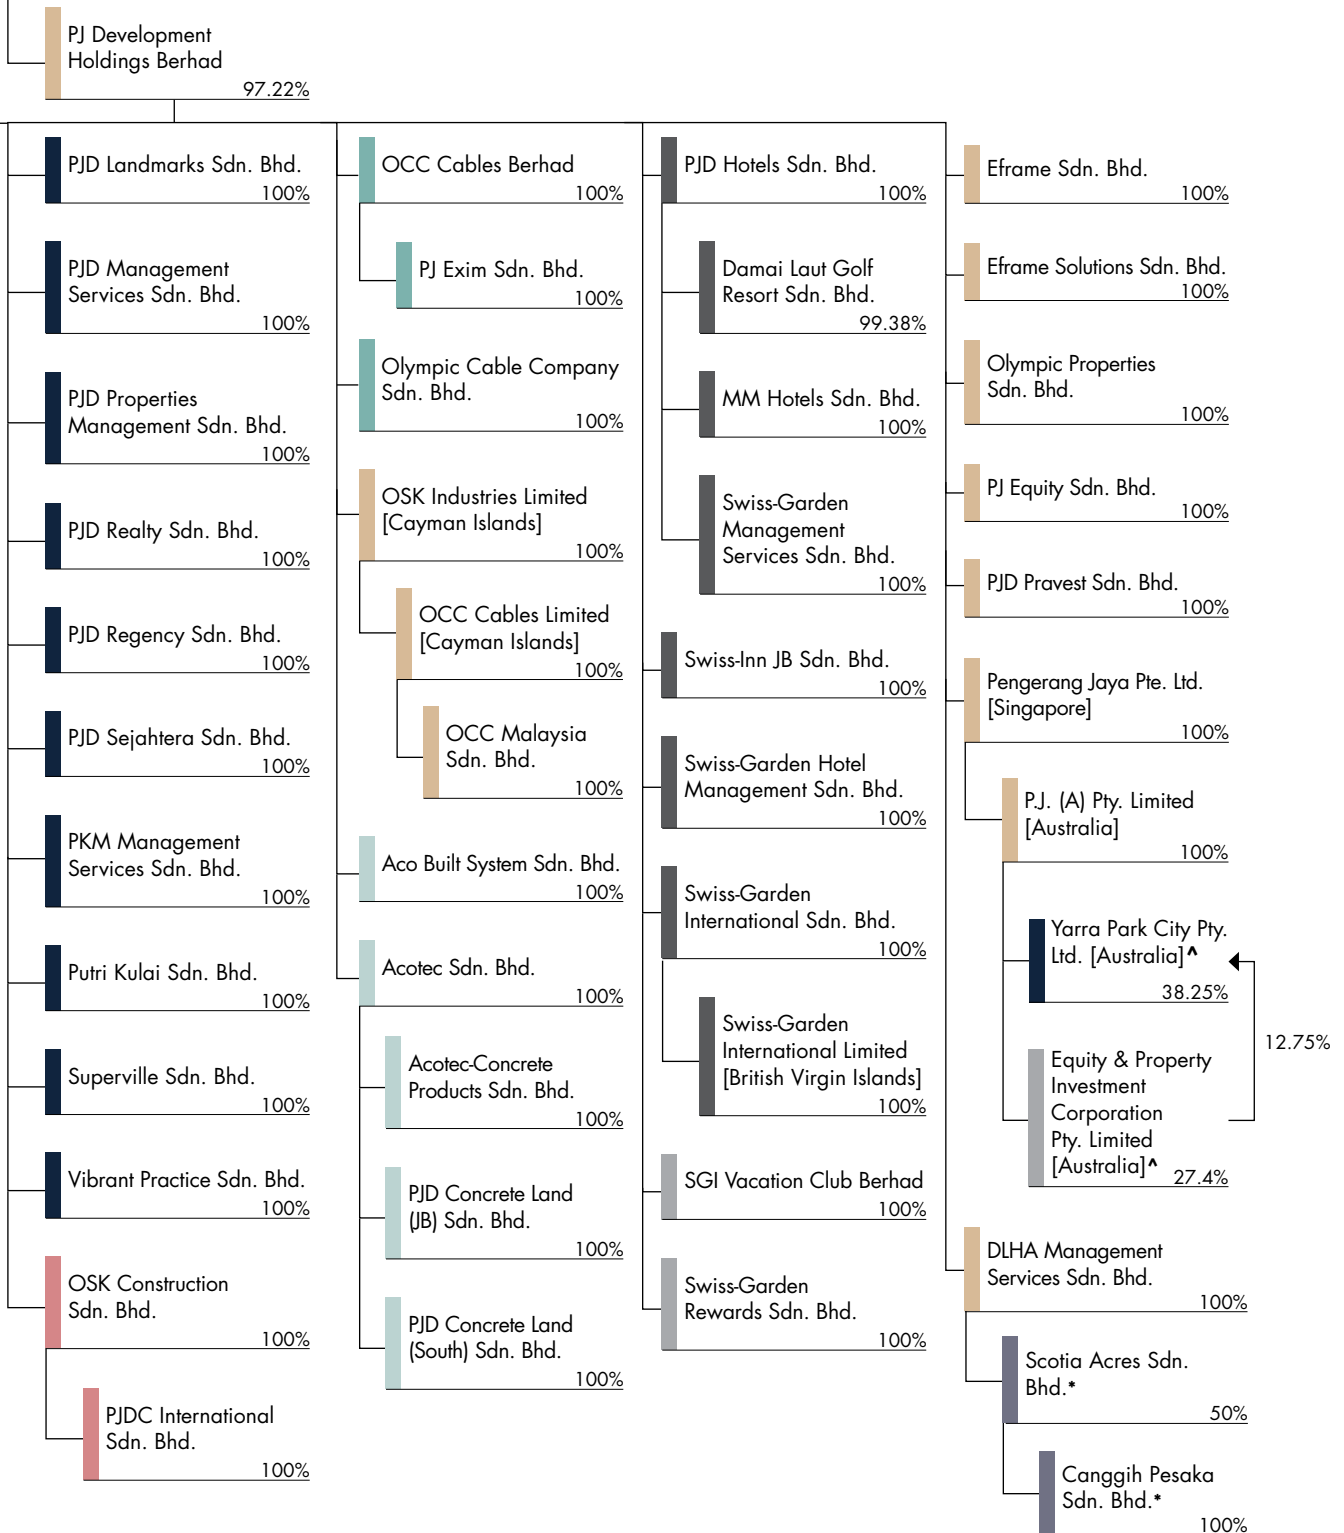 PJ Development
Holdings Berhad
97.22%
PJD Landmarks Sdn. Bhd.
100%
PJD Management
Services Sdn. Bhd.
100%
PJD Properties
Management Sdn. Bhd.
100%
PJD Realty Sdn. Bhd.
100%
PJD Regency Sdn. Bhd.
100%
PJD Sejahtera Sdn. Bhd.
100%
PKM Management
Services Sdn. Bhd.
100%
Putri Kulai Sdn. Bhd.
100%
Superville Sdn. Bhd.
100%
Vibrant Practice Sdn. Bhd.
100%
OSK Construction
Sdn. Bhd.
100%
PJDC International
Sdn. Bhd.
100%
OCC Cables Berhad
100%
PJ Exim Sdn. Bhd.
100%
Olympic Cable Company
Sdn. Bhd.
100%
OSK Industries Limited
[Cayman Islands]
100%
OCC Cables Limited
[Cayman Islands]
100%
OCC Malaysia
Sdn. Bhd.
100%
Aco Built System Sdn. Bhd.
100%
Acotec Sdn. Bhd.
100%
Acotec-Concrete
Products Sdn. Bhd.
100%
PJD Concrete Land
(JB) Sdn. Bhd.
100%
PJD Concrete Land
(South) Sdn. Bhd.
100%
PJD Hotels Sdn. Bhd.
100%
Damai Laut Golf
Resort Sdn. Bhd.
99.38%
MM Hotels Sdn. Bhd.
100%
Swiss-Garden
Management
Services Sdn. Bhd.
100%
Swiss-Inn JB Sdn. Bhd.
100%
Swiss-Garden Hotel
Management Sdn. Bhd.
100%
Swiss-Garden
International Sdn. Bhd.
100%
Swiss-Garden
International Limited
[British Virgin Islands]
100%
SGI Vacation Club Berhad
100%
Swiss-Garden
Rewards Sdn. Bhd.
100%
Eframe Sdn. Bhd.
100%
Eframe Solutions Sdn. Bhd.
100%
Olympic Properties
Sdn. Bhd.
100%
PJ Equity Sdn. Bhd.
100%
PJD Pravest Sdn. Bhd.
100%
Pengerang Jaya Pte. Ltd.
[Singapore]
100%
P.J. (A) Pty. Limited
[Australia]
100%
Yarra Park City Pty.
Ltd. [Australia]^
38.25%
12.75%
Equity & Property
Investment
Corporation
Pty. Limited
[Australia]^
27.4%
DLHA Management
Services Sdn. Bhd.
100%
Scotia Acres Sdn.
Bhd.*
50%
Canggih Pesaka
Sdn. Bhd.*
100%